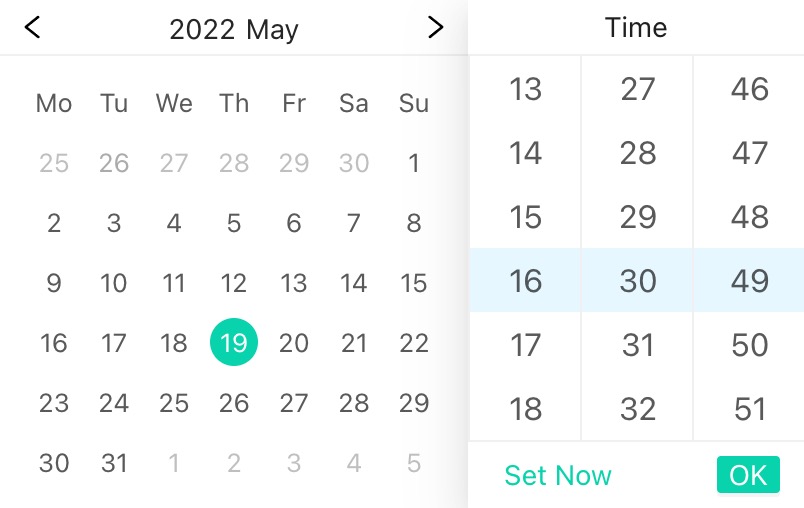 2022 May
Mo Tu We Th Fr Sa Su
25 26 27 28 29 30 1
2 3 4 5 6 7 8
9 10 11 12 13 14 15
16 17 18 19 20 21 22
23 24 25 26 27 28 29
30 31 1 2 3 4 5
Time
13 27 46
14 28 47
15 29 48
16 30 49
17 31 50
18 32 51
Set Now OK